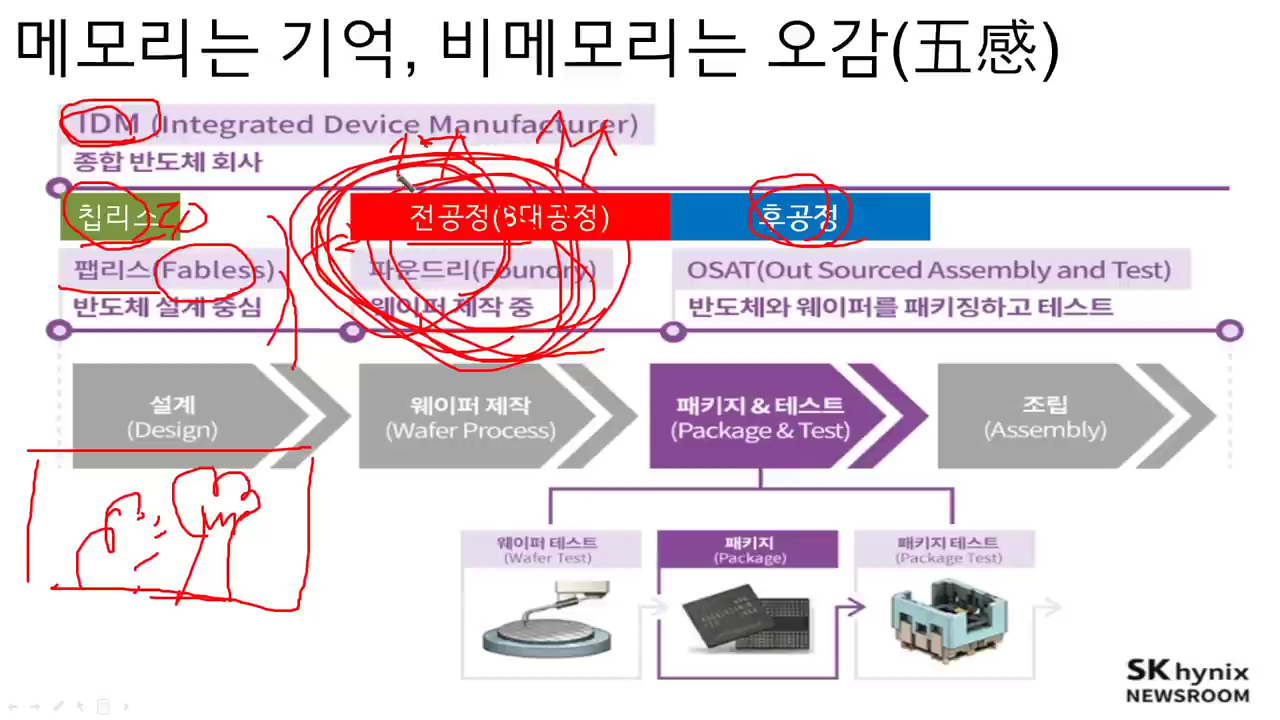 메모리는 기억, 비메모리는 오감(五感)
IDM (Integrated Device Manufacturer)
종합 반도체 회사
칩리스 IP
전공정(8대공정)
후공정
팹리스(Fabless)
파운드리(Foundry)
OSAT(Out Sourced Assembly and Test)
반도체 설계 중심
웨이퍼 제작 중
반도체와 웨이퍼를 패키징하고 테스트
설계
(Design)
웨이퍼 제작
(Wafer Process)
패키지 & 테스트
(Package & Test)
조립
(Assembly)
웨이퍼 테스트
(Wafer Test)
패키지
(Package)
패키지 테스트
(Package Test)
SK hynix
NEWSROOM